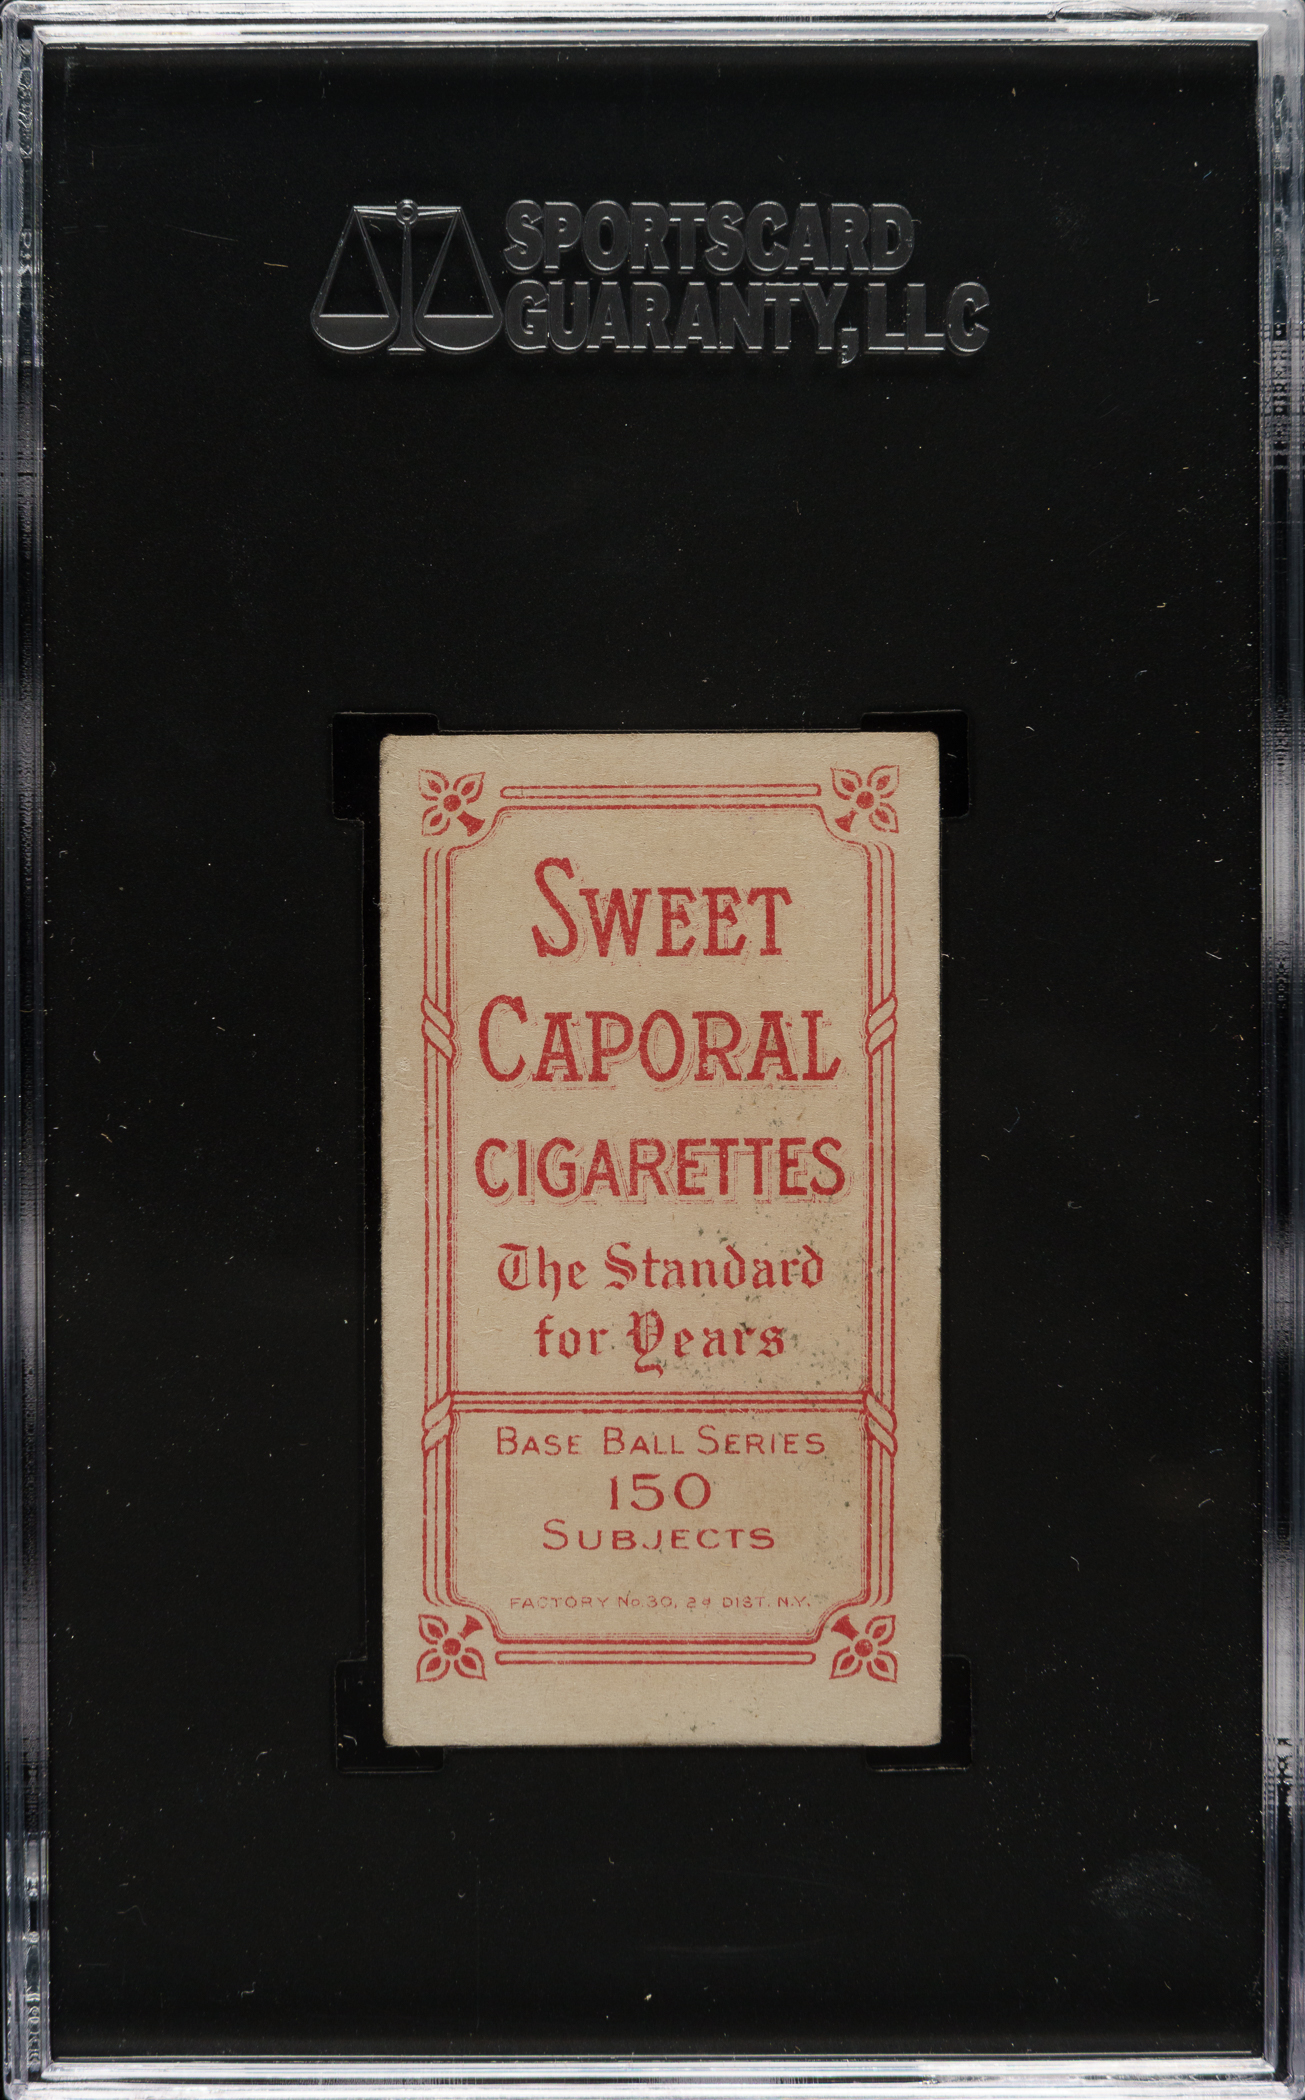 SPORTSCARD
GUARANTY, LLC
SWEET
CAPORAL
CIGARETTES
The Standard
for Years
BASE BALL SERIES
150
SUBJECTS
FACTORY No. 30, 2d DIST. N.Y.